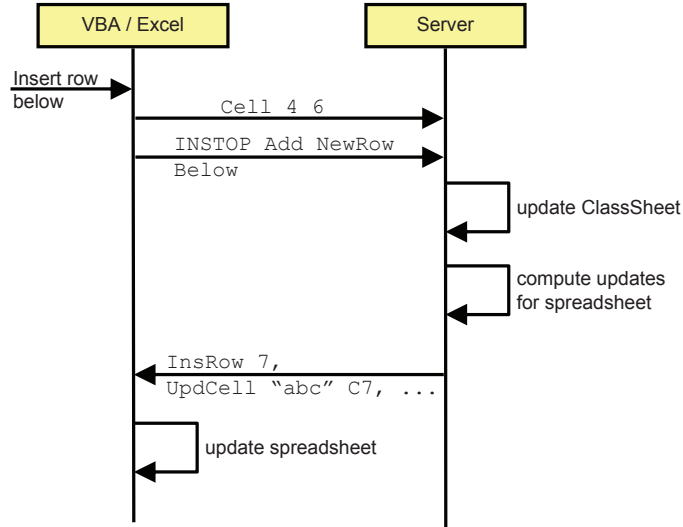 VBA / Excel
Server
Insert row
below
Cell 4 6
INSTOP Add NewRow
Below
update ClassSheet
compute updates
for spreadsheet
InsRow 7,
UpdCell “abc” C7, ...
update spreadsheet